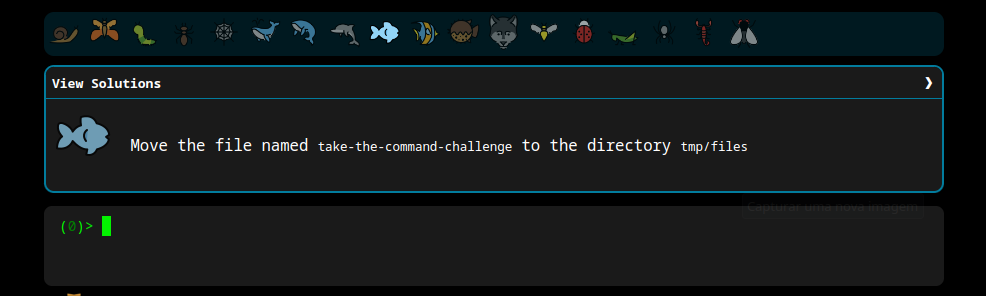 View Solutions ❯
Move the file named take-the-command-challenge to the directory tmp/files
Capturar uma nova imagem
(0)>